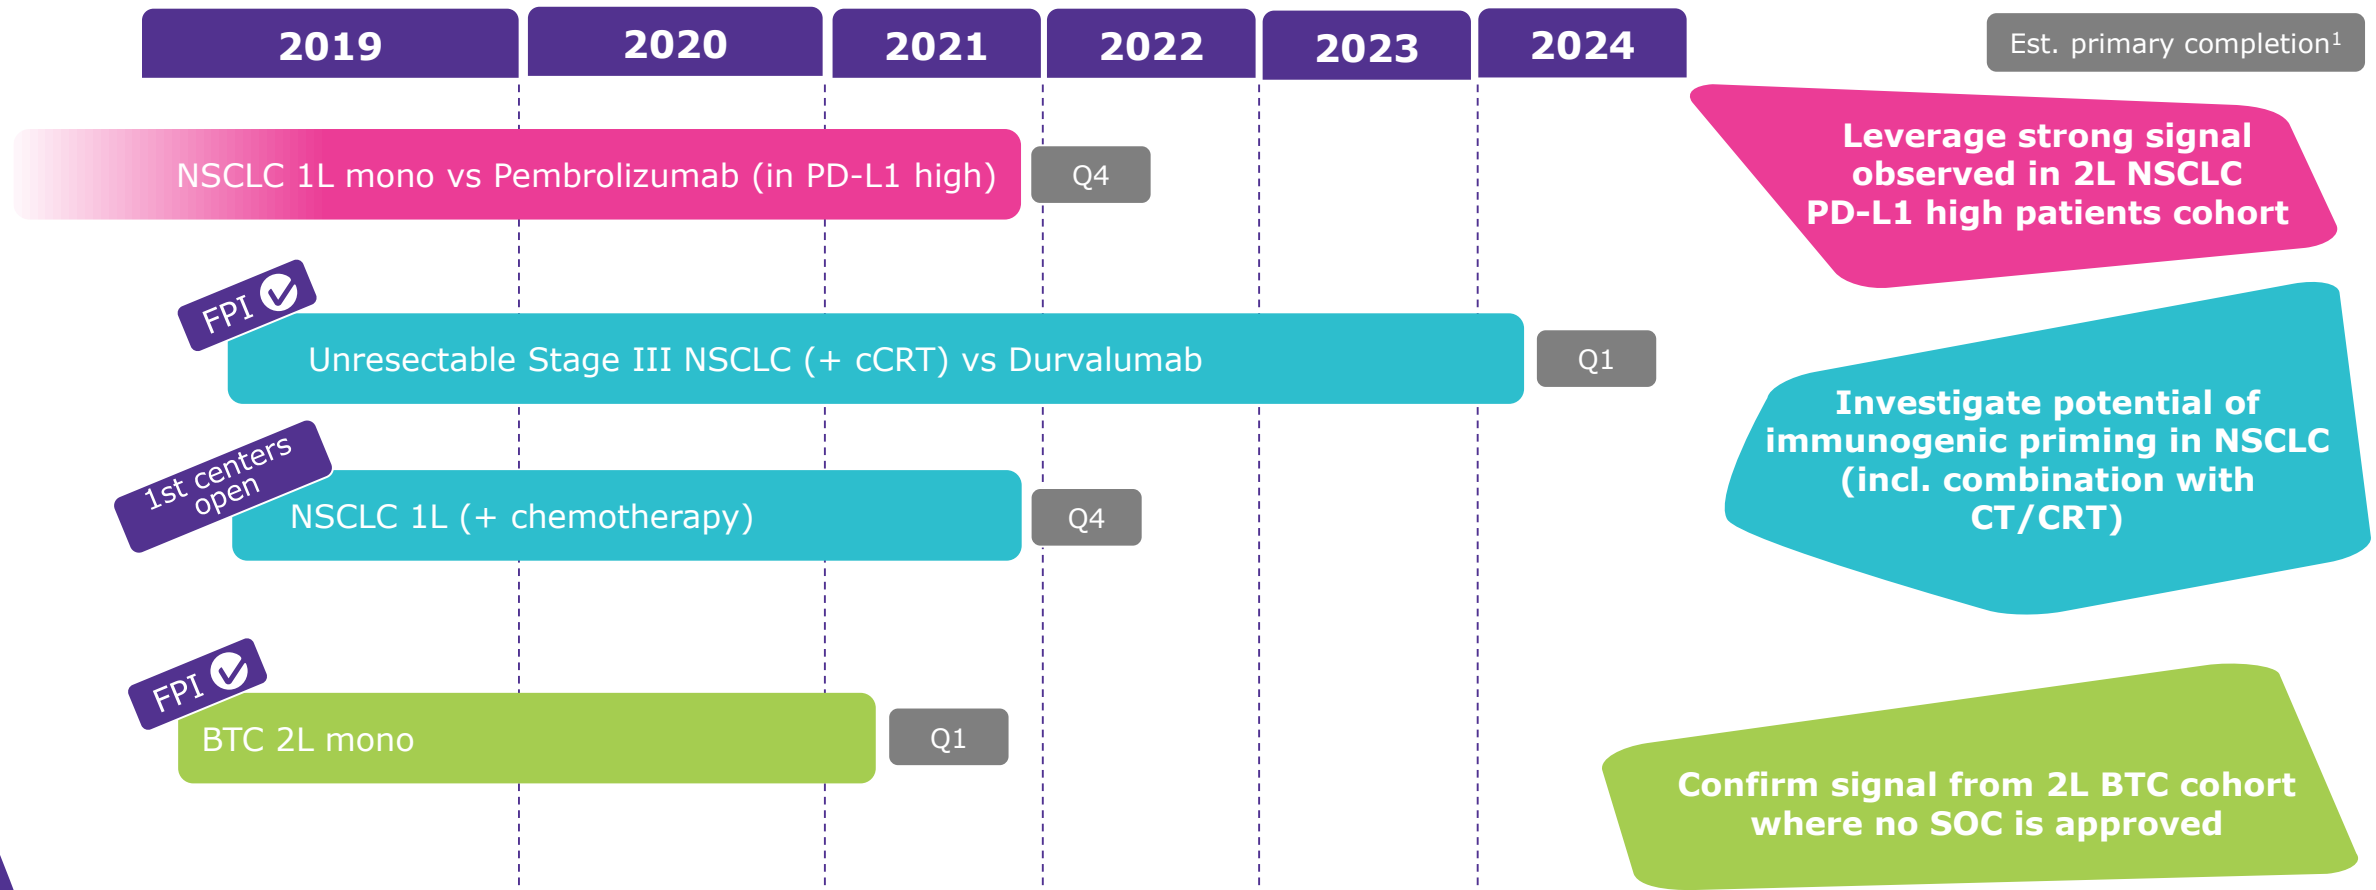 2019
2020
2021
2022
2023
2024
Est. primary completion¹
NSCLC 1L mono vs Pembrolizumab (in PD-L1 high)
Q4
Leverage strong signal
observed in 2L NSCLC
PD-L1 high patients cohort
FPI
Unresectable Stage III NSCLC (+ cCRT) vs Durvalumab
Q1
1st centers
open
NSCLC 1L (+ chemotherapy)
Q4
Investigate potential of
immunogenic priming in NSCLC
(incl. combination with
CT/CRT)
FPI
BTC 2L mono
Q1
Confirm signal from 2L BTC cohort
where no SOC is approved